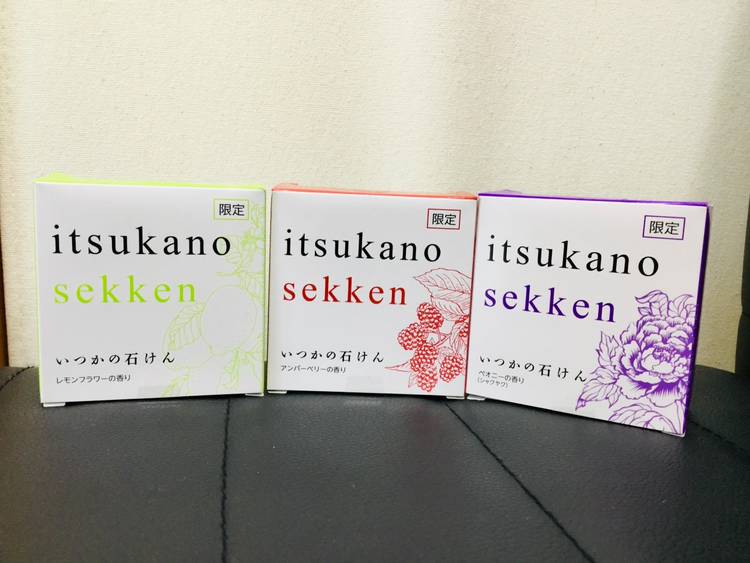 限定
itsukano
sekken
いつかの石けん
レモンフラワーの香り
限定
itsukano
sekken
いつかの石けん
アンバーベリーの香り
限定
itsukano
sekken
いつかの石けん
ペオニーの香り
(シャクヤク)